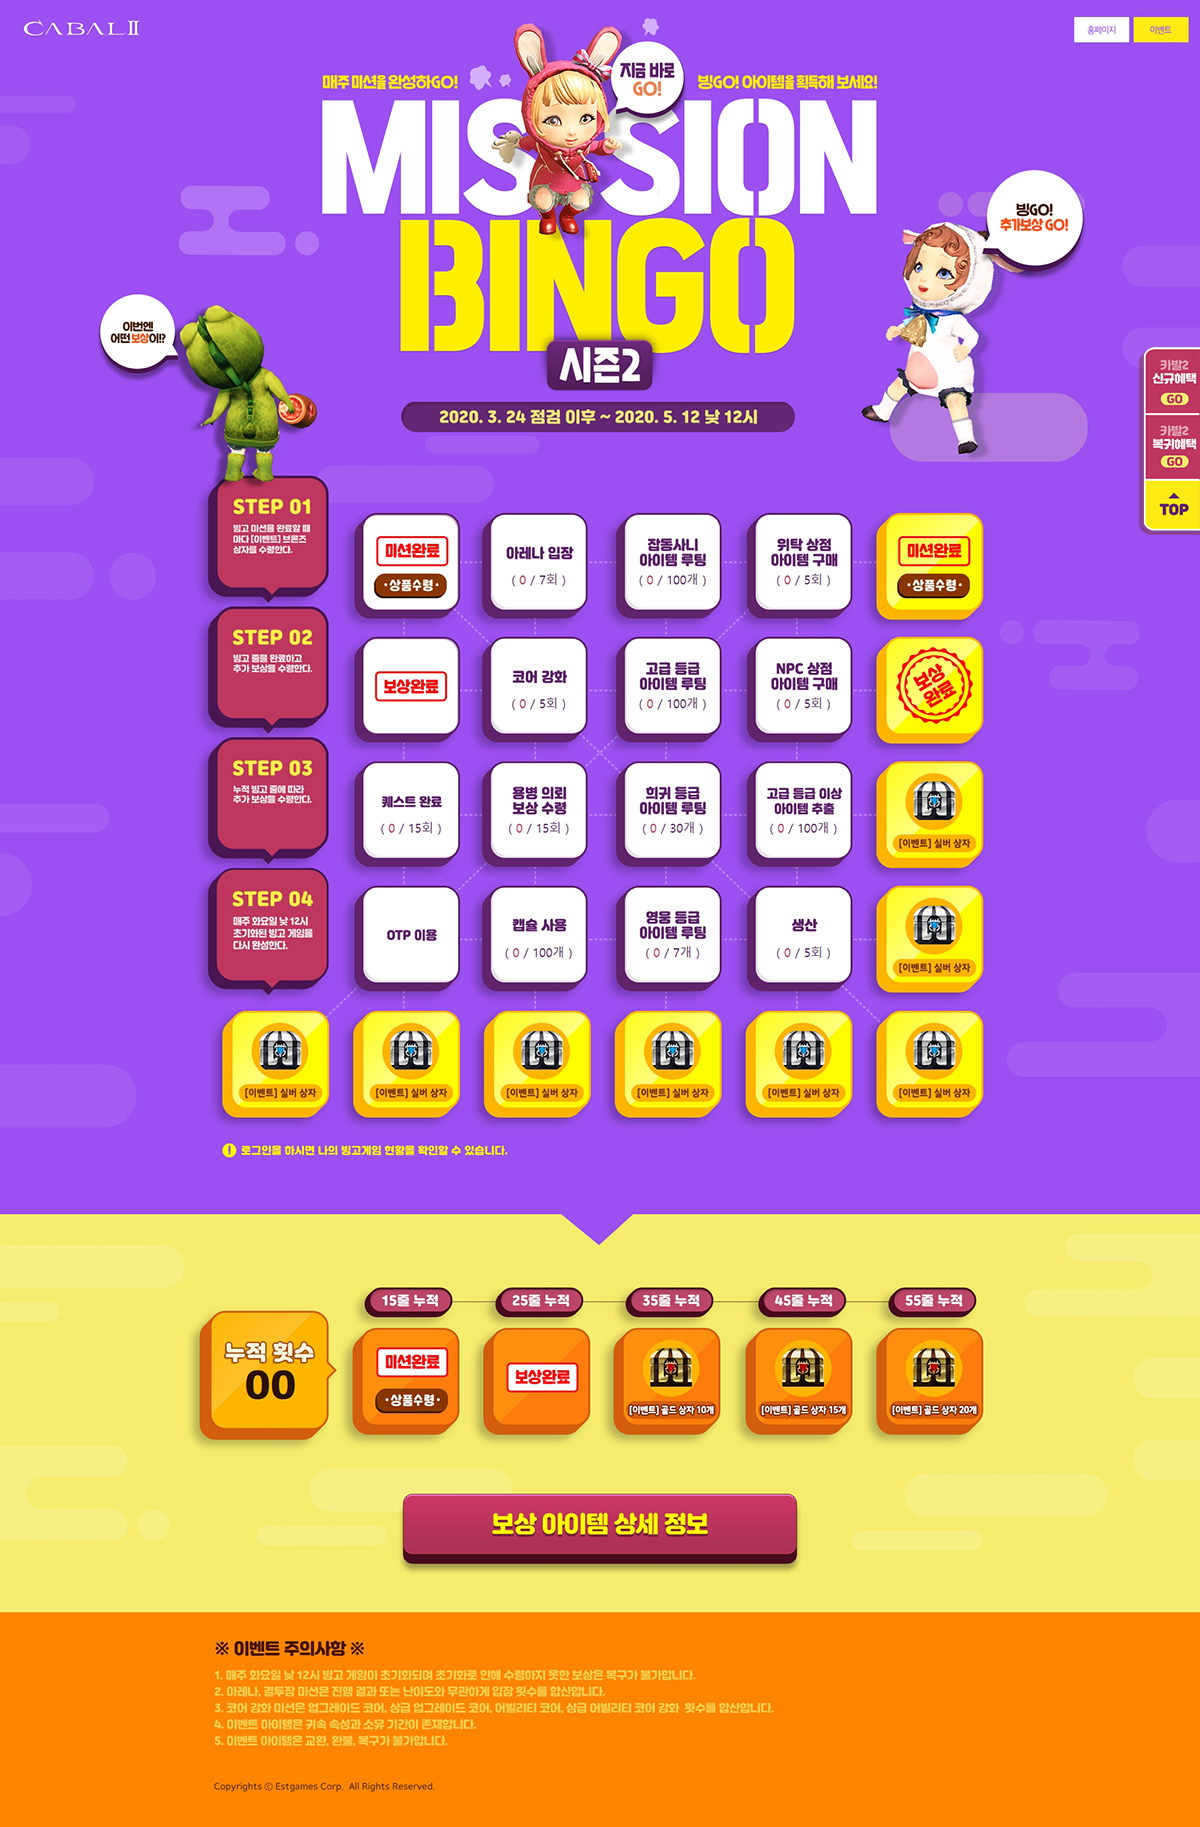 CABAL II
홈페이지
이벤트
지금 바로
GO!
매주 미션을 완성하GO!
빙GO! 아이템을 획득해 보세요!
MISSION
BINGO
시즌2
빙GO!
추가보상 GO!
이번엔
어떤 보상이!?
2020. 3. 24 점검 이후 ~ 2020. 5. 12 낮 12시
카발2
신규혜택
GO
카발2
복귀혜택
GO
TOP
STEP 01
빙고 미션을 완료할 때
마다 [이벤트] 브론즈
상자를 수령한다.
STEP 02
빙고 줄을 완료하고
추가 보상을 수령한다.
STEP 03
누적 빙고 줄에 따라
추가 보상을 수령한다.
STEP 04
매주 화요일 낮 12시
초기화된 빙고 게임을
다시 완성한다.
미션완료
·상품수령·
아레나 입장
( 0 / 7회 )
잡동사니
아이템 루팅
( 0 / 100개 )
위탁 상점
아이템 구매
( 0 / 5회 )
미션완료
·상품수령·
보상완료
코어 강화
( 0 / 5회 )
고급 등급
아이템 루팅
( 0 / 100개 )
NPC 상점
아이템 구매
( 0 / 5회 )
보상
완료
퀘스트 완료
( 0 / 15회 )
용병 의뢰
보상 수령
( 0 / 15회 )
희귀 등급
아이템 루팅
( 0 / 30개 )
고급 등급 이상
아이템 추출
( 0 / 100개 )
[이벤트] 실버 상자
OTP 이용
캡슐 사용
( 0 / 100개 )
영웅 등급
아이템 루팅
( 0 / 7개 )
생산
( 0 / 5회 )
[이벤트] 실버 상자
[이벤트] 실버 상자
[이벤트] 실버 상자
[이벤트] 실버 상자
[이벤트] 실버 상자
[이벤트] 실버 상자
[이벤트] 실버 상자
! 로그인을 하시면 나의 빙고게임 현황을 확인할 수 있습니다.
누적 횟수
00
15줄 누적
25줄 누적
35줄 누적
45줄 누적
55줄 누적
미션완료
·상품수령·
보상완료
[이벤트] 골드 상자 10개
[이벤트] 골드 상자 15개
[이벤트] 골드 상자 20개
보상 아이템 상세 정보
※ 이벤트 주의사항 ※
1. 매주 화요일 낮 12시 빙고 게임이 초기화되며 초기화로 인해 수령하지 못한 보상은 복구가 불가합니다.
2. 아레나, 결투장 미션은 진행 결과 또는 난이도와 무관하게 입장 횟수를 합산합니다.
3. 코어 강화 미션은 업그레이드 코어, 상급 업그레이드 코어, 어빌리티 코어, 상급 어빌리티 코어 강화 횟수를 합산합니다.
4. 이벤트 아이템은 귀속 속성과 소유 기간이 존재합니다.
5. 이벤트 아이템은 교환, 환불, 복구가 불가합니다.
Copyrights ⓒ Estgames Corp. All Rights Reserved.